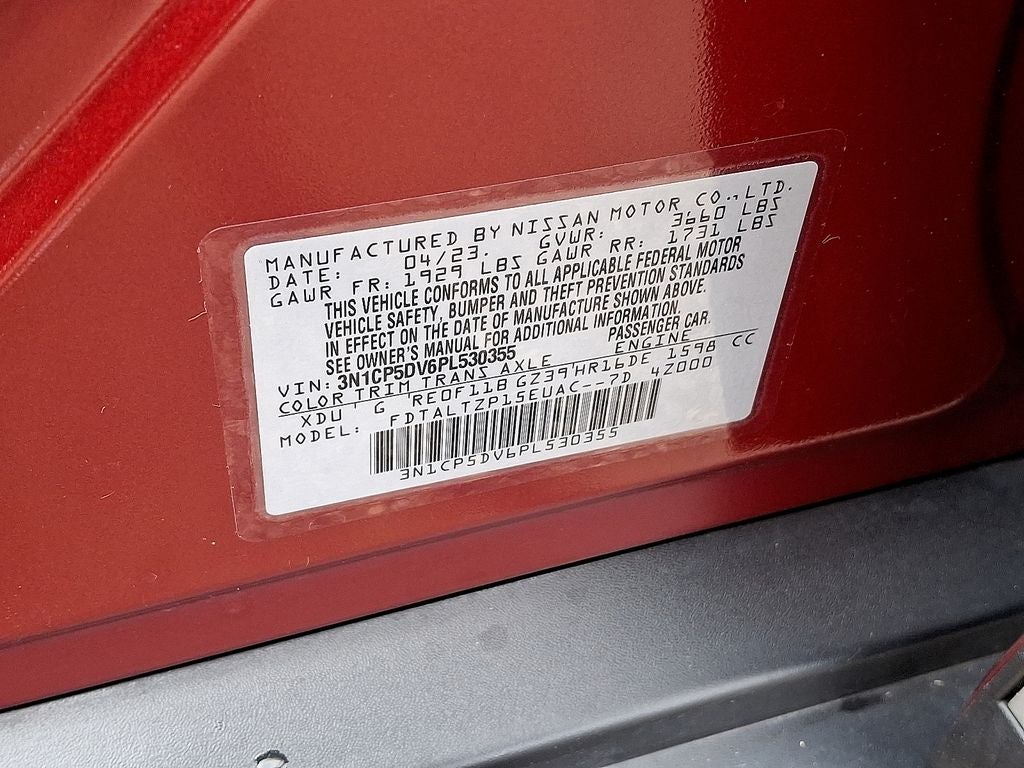 MANUFACTURED BY NISSAN MOTOR CO., LTD.
DATE: 04/23. GVWR: 3660 LBS
GAWR FR: 1929 LBS GAWR RR: 1731 LBS
THIS VEHICLE CONFORMS TO ALL APPLICABLE FEDERAL MOTOR
VEHICLE SAFETY, BUMPER AND THEFT PREVENTION STANDARDS
IN EFFECT ON THE DATE OF MANUFACTURE SHOWN ABOVE.
SEE OWNER'S MANUAL FOR ADDITIONAL INFORMATION.
VIN: 3N1CP5DV6PL530355 PASSENGER CAR.
COLOR TRIM TRANS AXLE ENGINE
XDU G RE0F11B GZ39 HR16DE 1598 CC
MODEL: FDTALTZP15EUAC--7D 4Z000
3N1CP5DV6PL530355